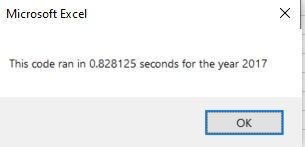 Microsoft Excel
This code ran in 0.828125 seconds for the year 2017
OK